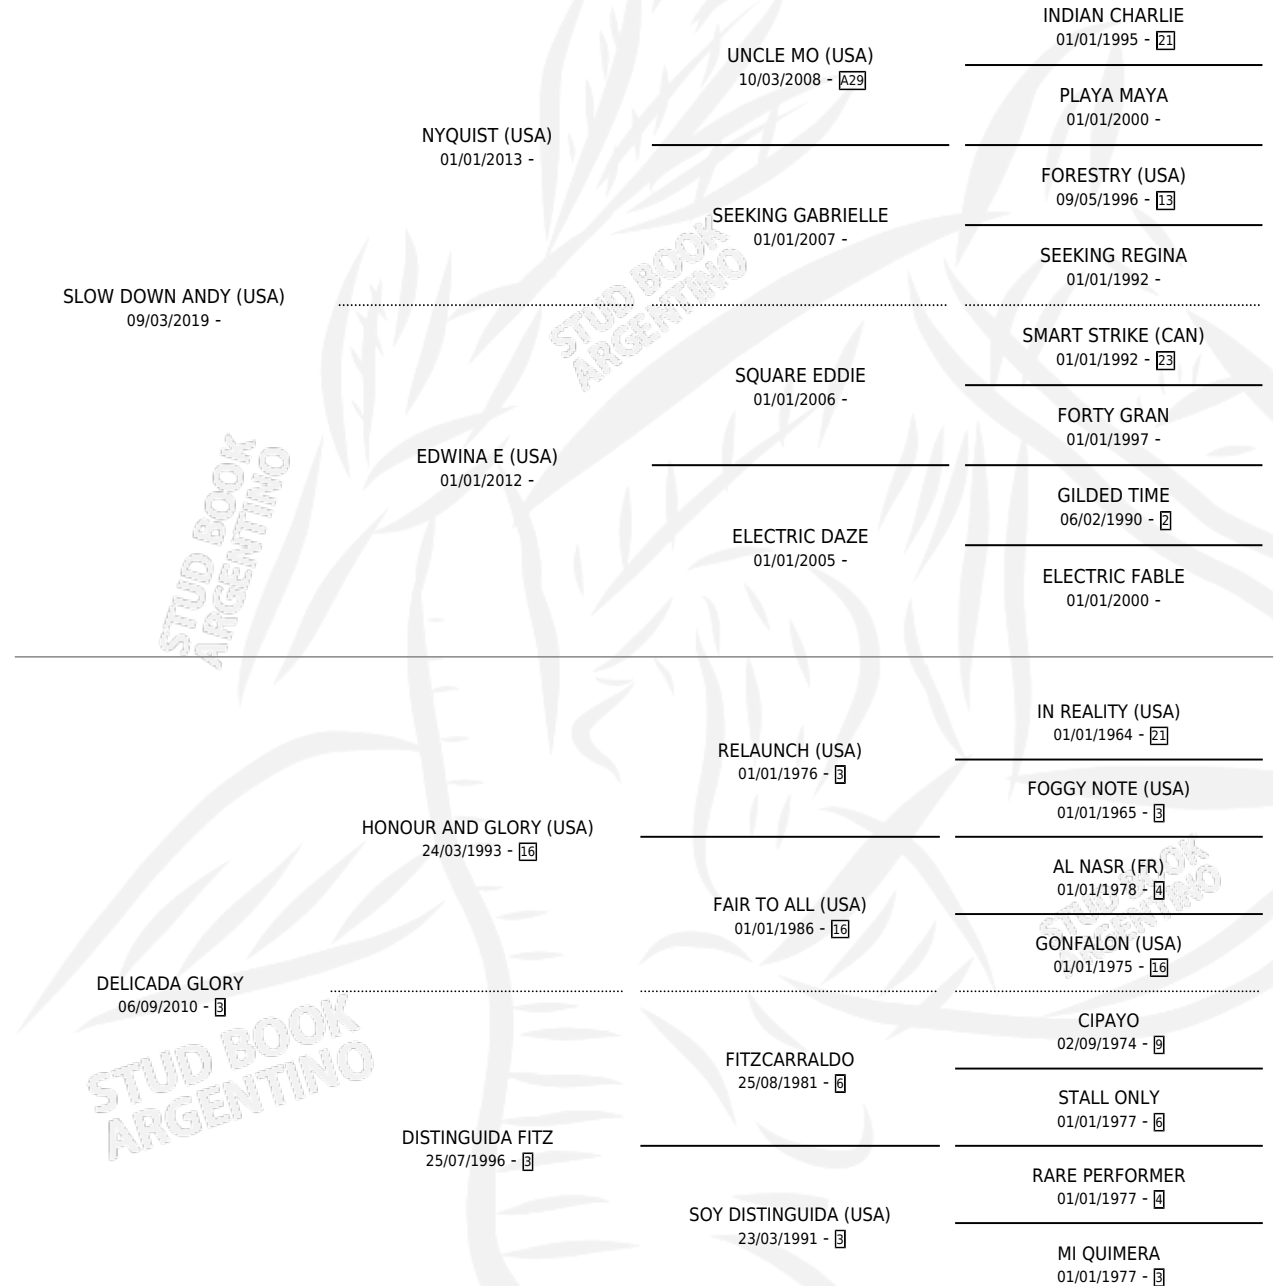 INDIAN CHARLIE
01/01/1995 - 21
UNCLE MO (USA)
10/03/2008 - A29
PLAYA MAYA
01/01/2000 -
NYQUIST (USA)
01/01/2013 -
FORESTRY (USA)
09/05/1996 - 13
SEEKING GABRIELLE
01/01/2007 -
SEEKING REGINA
01/01/1992 -
SLOW DOWN ANDY (USA)
09/03/2019 -
STUD BOOK
ARGENTINO
SMART STRIKE (CAN)
01/01/1992 - 23
SQUARE EDDIE
01/01/2006 -
FORTY GRAN
01/01/1997 -
EDWINA E (USA)
01/01/2012 -
GILDED TIME
06/02/1990 - 2
ELECTRIC DAZE
01/01/2005 -
ELECTRIC FABLE
01/01/2000 -
STUD BOOK
ARGENTINO
IN REALITY (USA)
01/01/1964 - 21
RELAUNCH (USA)
01/01/1976 - 3
FOGGY NOTE (USA)
01/01/1965 - 3
HONOUR AND GLORY (USA)
24/03/1993 - 16
AL NASR (FR)
01/01/1978 - 4
FAIR TO ALL (USA)
01/01/1986 - 16
STUD BOOK
ARGENTINO
GONFALON (USA)
01/01/1975 - 16
DELICADA GLORY
06/09/2010 - 3
CIPAYO
02/09/1974 - 9
FITZCARRALDO
25/08/1981 - 6
STALL ONLY
01/01/1977 - 6
STUD BOOK
ARGENTINO
DISTINGUIDA FITZ
25/07/1996 - 3
RARE PERFORMER
01/01/1977 - 4
SOY DISTINGUIDA (USA)
23/03/1991 - 3
MI QUIMERA
01/01/1977 - 3